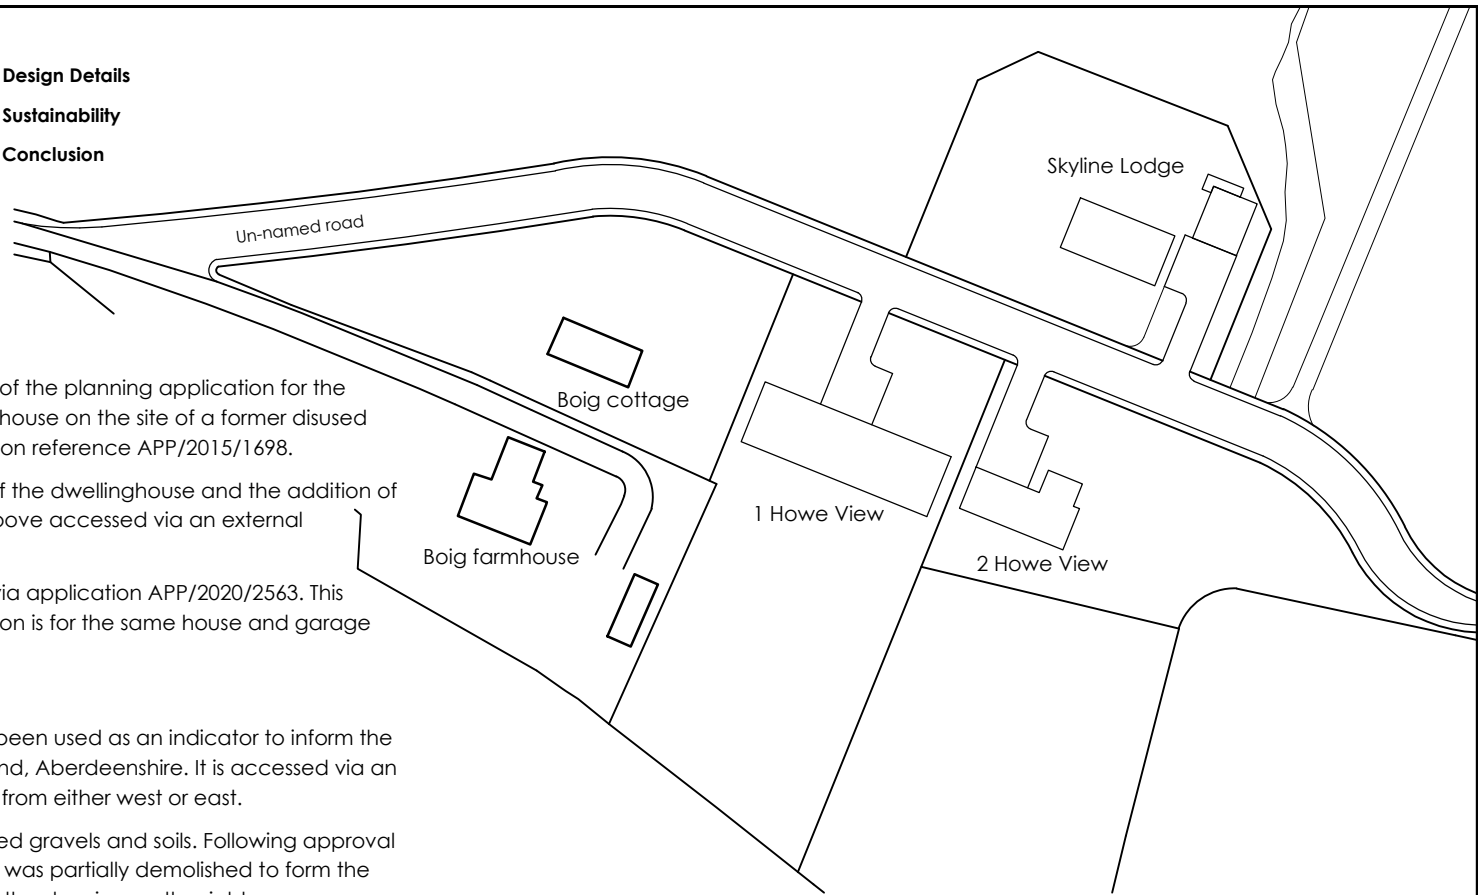 Design Details
Sustainability
Conclusion
of the planning application for the
house on the site of a former disused
on reference APP/2015/1698.
f the dwellinghouse and the addition of
bove accessed via an external
via application APP/2020/2563. This
on is for the same house and garage
been used as an indicator to inform the
nd, Aberdeenshire. It is accessed via an
from either west or east.
ed gravels and soils. Following approval
was partially demolished to form the
Un-named road
Skyline Lodge
Boig cottage
Boig farmhouse
1 Howe View
2 Howe View